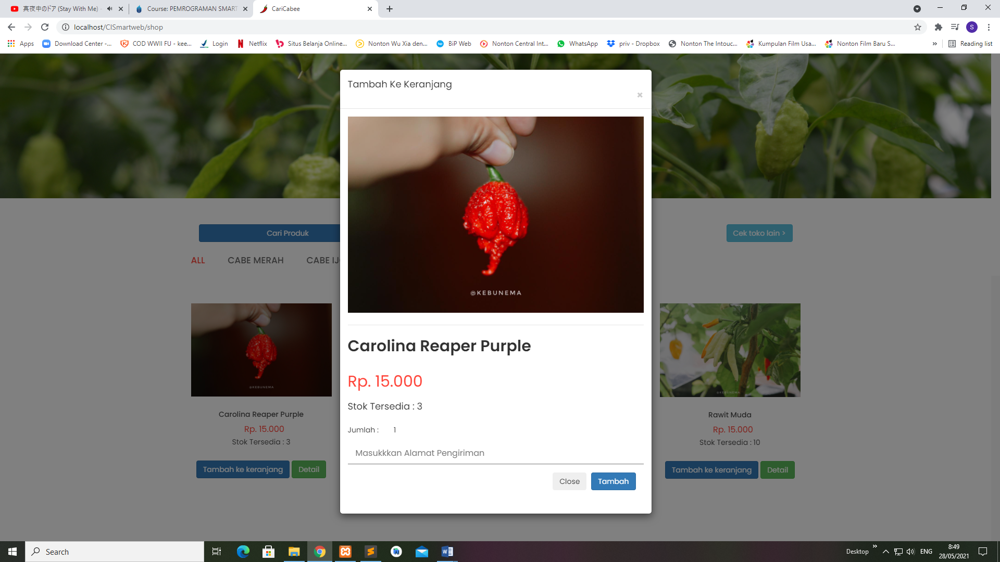 真夜中のドア (Stay With Me)
Course: PEMROGRAMAN SMART
CariCabee
localhost/CISmartweb/shop
S
Apps
Download Center -...
COD WWII FU - kee...
Login
Netflix
Situs Belanja Online...
Nonton Wu Xia den...
BiP Web
Nonton Central Int...
WhatsApp
priv - Dropbox
Nonton The Intouc...
Kumpulan Film Usa...
Nonton Film Baru S...
Reading list
Tambah Ke Keranjang
@KEBUNEMA
Carolina Reaper Purple
Rp. 15.000
Stok Tersedia : 3
Jumlah : 1
Masukkkan Alamat Pengiriman
Close
Tambah
Cari Produk
Cek toko lain >
ALL
CABE MERAH
CABE IJ
@KEBUNEMA
Carolina Reaper Purple
Rp. 15.000
Stok Tersedia : 3
Tambah ke keranjang
Detail
@KEBUNEMA
Rawit Muda
Rp. 15.000
Stok Tersedia : 10
Tambah ke keranjang
Detail
Search
Desktop
ENG
8:49
28/05/2021